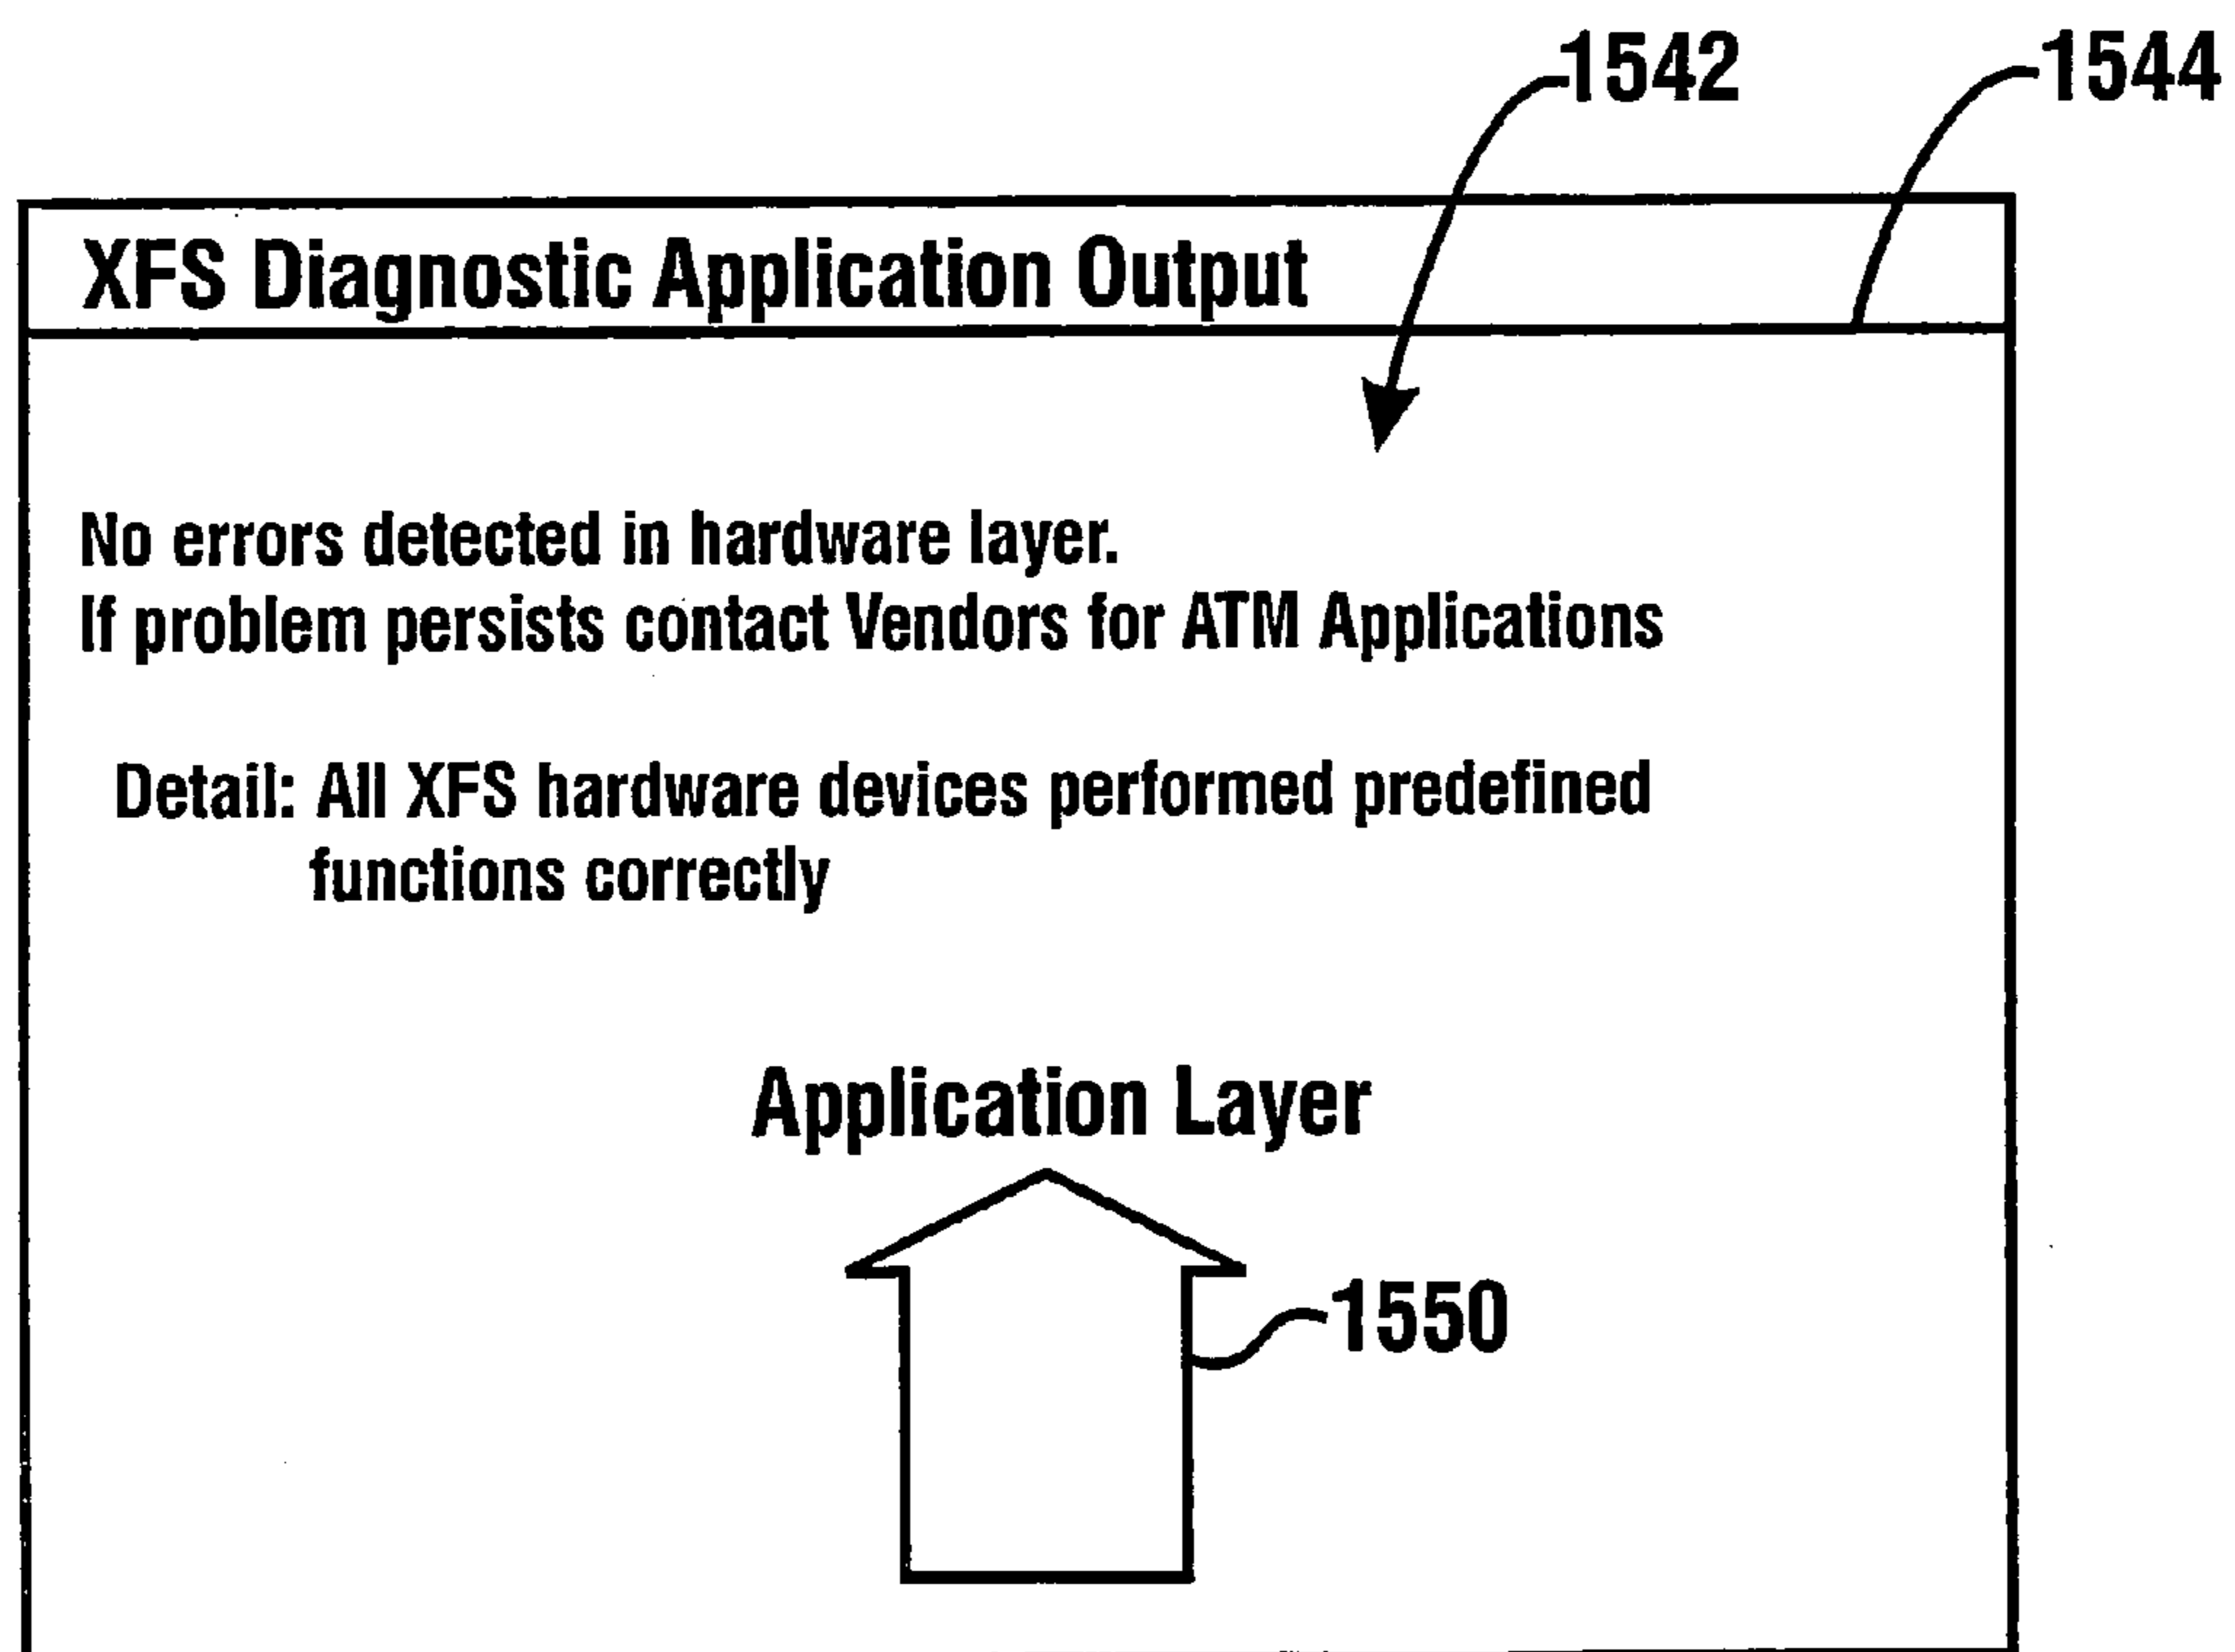 1542
1544
XFS Diagnostic Application Output
No errors detected in hardware layer.
If problem persists contact Vendors for ATM Applications
Detail: All XFS hardware devices performed predefined
functions correctly
Application Layer
1550